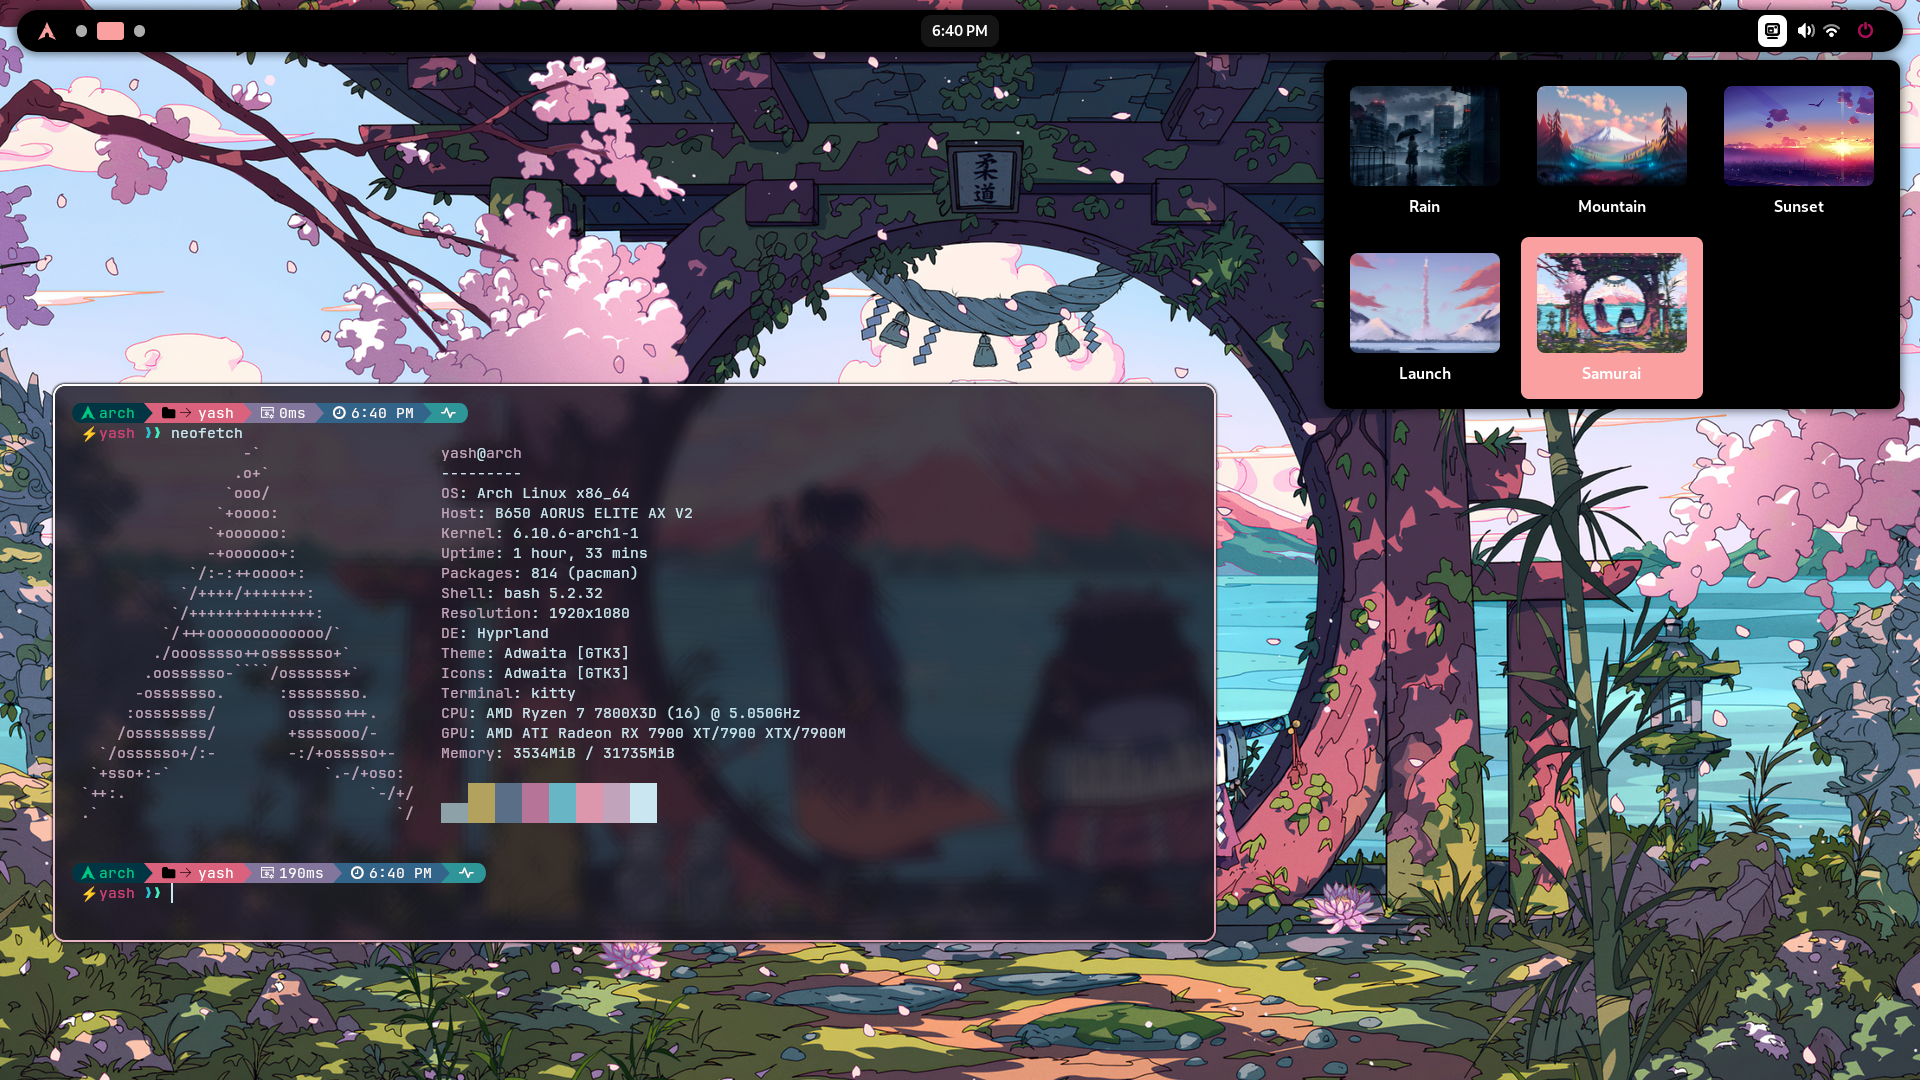 6:40 PM
柔道
Rain
Mountain
Sunset
Launch
Samurai
arch → yash 0ms 6:40 PM
⚡yash ❯❯ neofetch
-`
.o+`
`ooo/
`+oooo:
`+oooooo:
-+oooooo+:
`/:-:++oooo+:
`/++++/+++++++:
`/++++++++++++++:
`/+++ooooooooooooo/`
./ooosssso++osssssso+`
.oossssso-````/ossssss+`
-osssssso.      :ssssssso.
:osssssss/        osssso+++.
/ossssssss/        +ssssooo/-
`/ossssso+/:-        -:/+osssso+-
`+sso+:-`                 `.-/+oso:
`++:.                           `-/+/
.`                                 `/
yash@arch
---------
OS: Arch Linux x86_64
Host: B650 AORUS ELITE AX V2
Kernel: 6.10.6-arch1-1
Uptime: 1 hour, 33 mins
Packages: 814 (pacman)
Shell: bash 5.2.32
Resolution: 1920x1080
DE: Hyprland
Theme: Adwaita [GTK3]
Icons: Adwaita [GTK3]
Terminal: kitty
CPU: AMD Ryzen 7 7800X3D (16) @ 5.050GHz
GPU: AMD ATI Radeon RX 7900 XT/7900 XTX/7900M
Memory: 3534MiB / 31735MiB
arch → yash 190ms 6:40 PM
⚡yash ❯❯